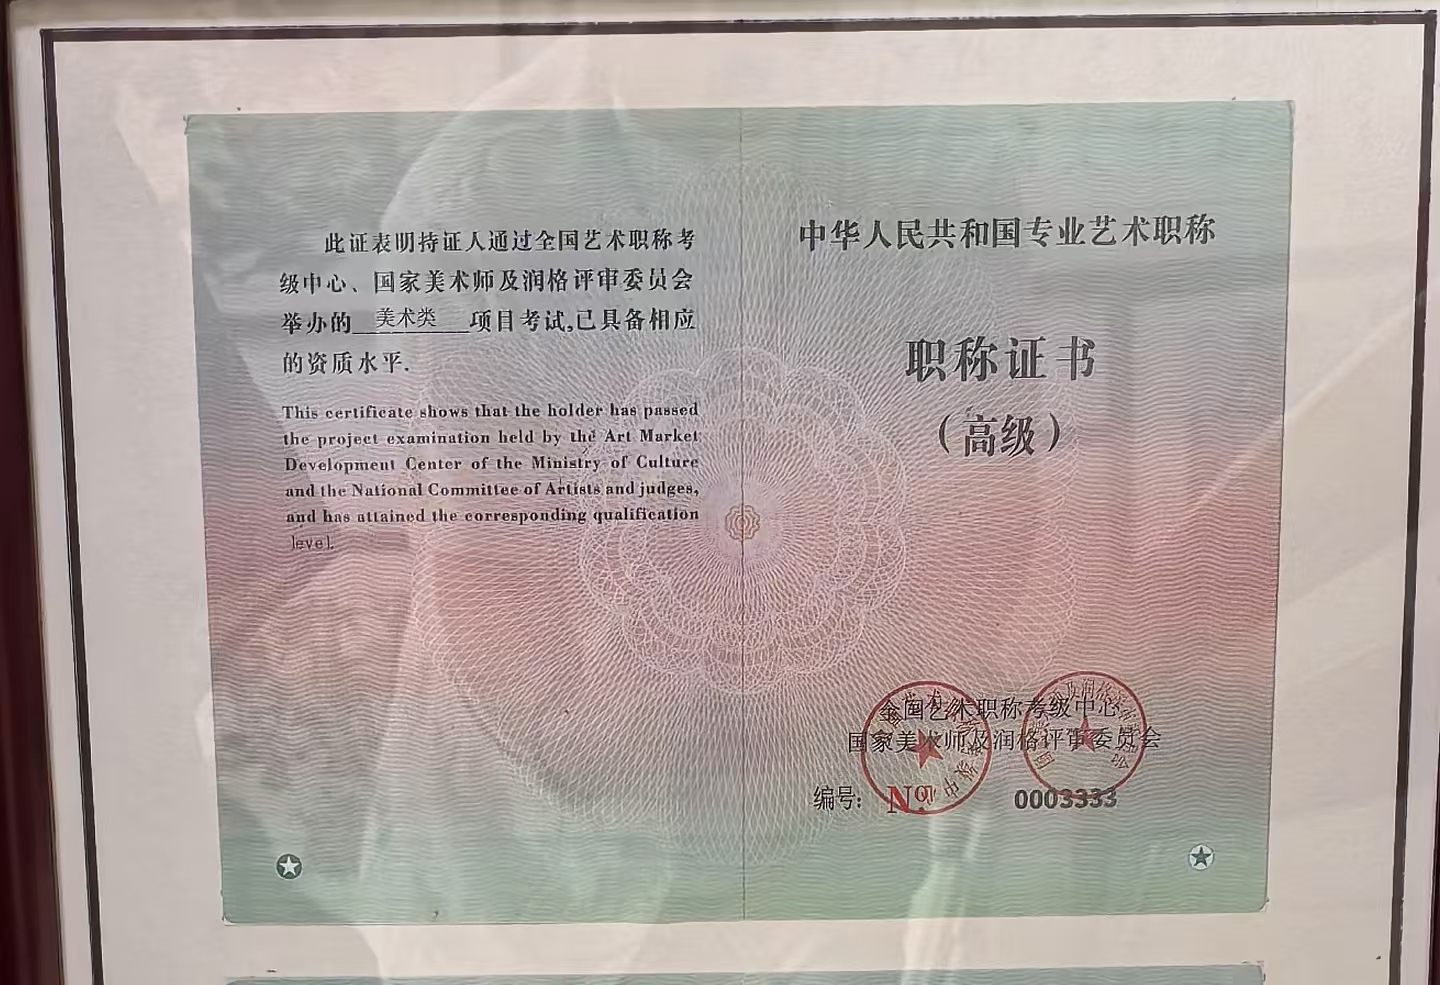 此证表明持证人通过全国艺术职称考
级中心、国家美术师及润格评审委员会
举办的 美术类 项目考试,已具备相应
的资质水平.
This certificate shows that the holder has passed
the project examination held by the Art Market
Development Center of the Ministry of Culture
and the National Committee of Artists and judges,
and has attained the corresponding qualification
level.
中华人民共和国专业艺术职称
职称证书
（高级）
全国艺术职称考级中心
国家美术师及润格评审委员会
编号: Nº 0003333